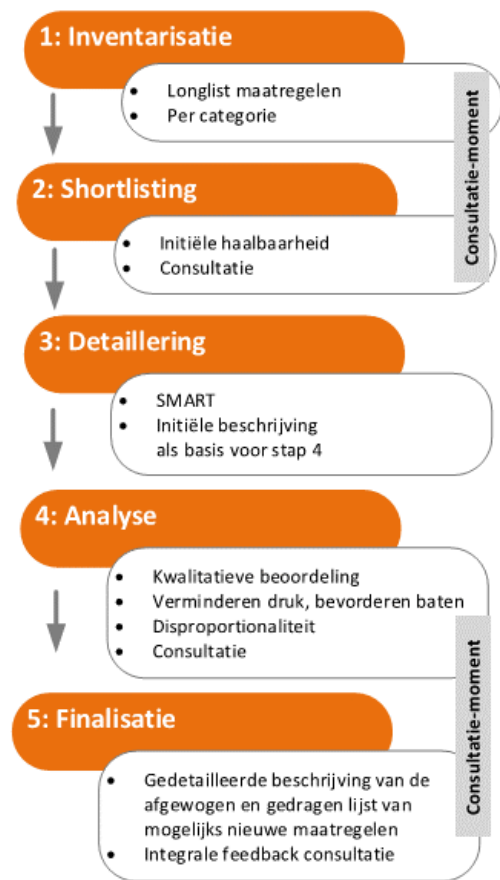 1: Inventarisatie
• Longlist maatregelen
• Per categorie
Consultatie-moment
2: Shortlisting
• Initiële haalbaarheid
• Consultatie
3: Detaillering
• SMART
• Initiële beschrijving
als basis voor stap 4
4: Analyse
• Kwalitatieve beoordeling
• Verminderen druk, bevorderen baten
• Disproportionaliteit
• Consultatie
Consultatie-moment
5: Finalisatie
• Gedetailleerde beschrijving van de
afgewogen en gedragen lijst van
mogelijks nieuwe maatregelen
• Integrale feedback consultatie